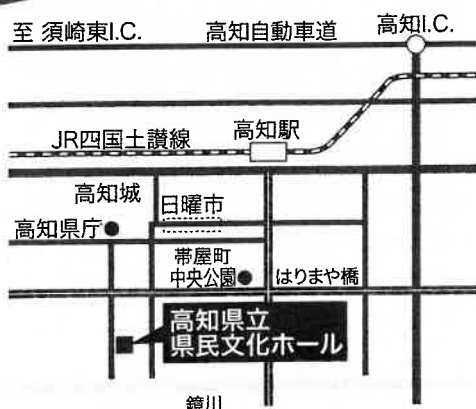 至 須崎東I.C.
高知自動車道
高知I.C.
JR四国土讃線
高知駅
高知城
日曜市
高知県庁
帯屋町
中央公園
はりまや橋
高知県立
県民文化ホール
鏡川